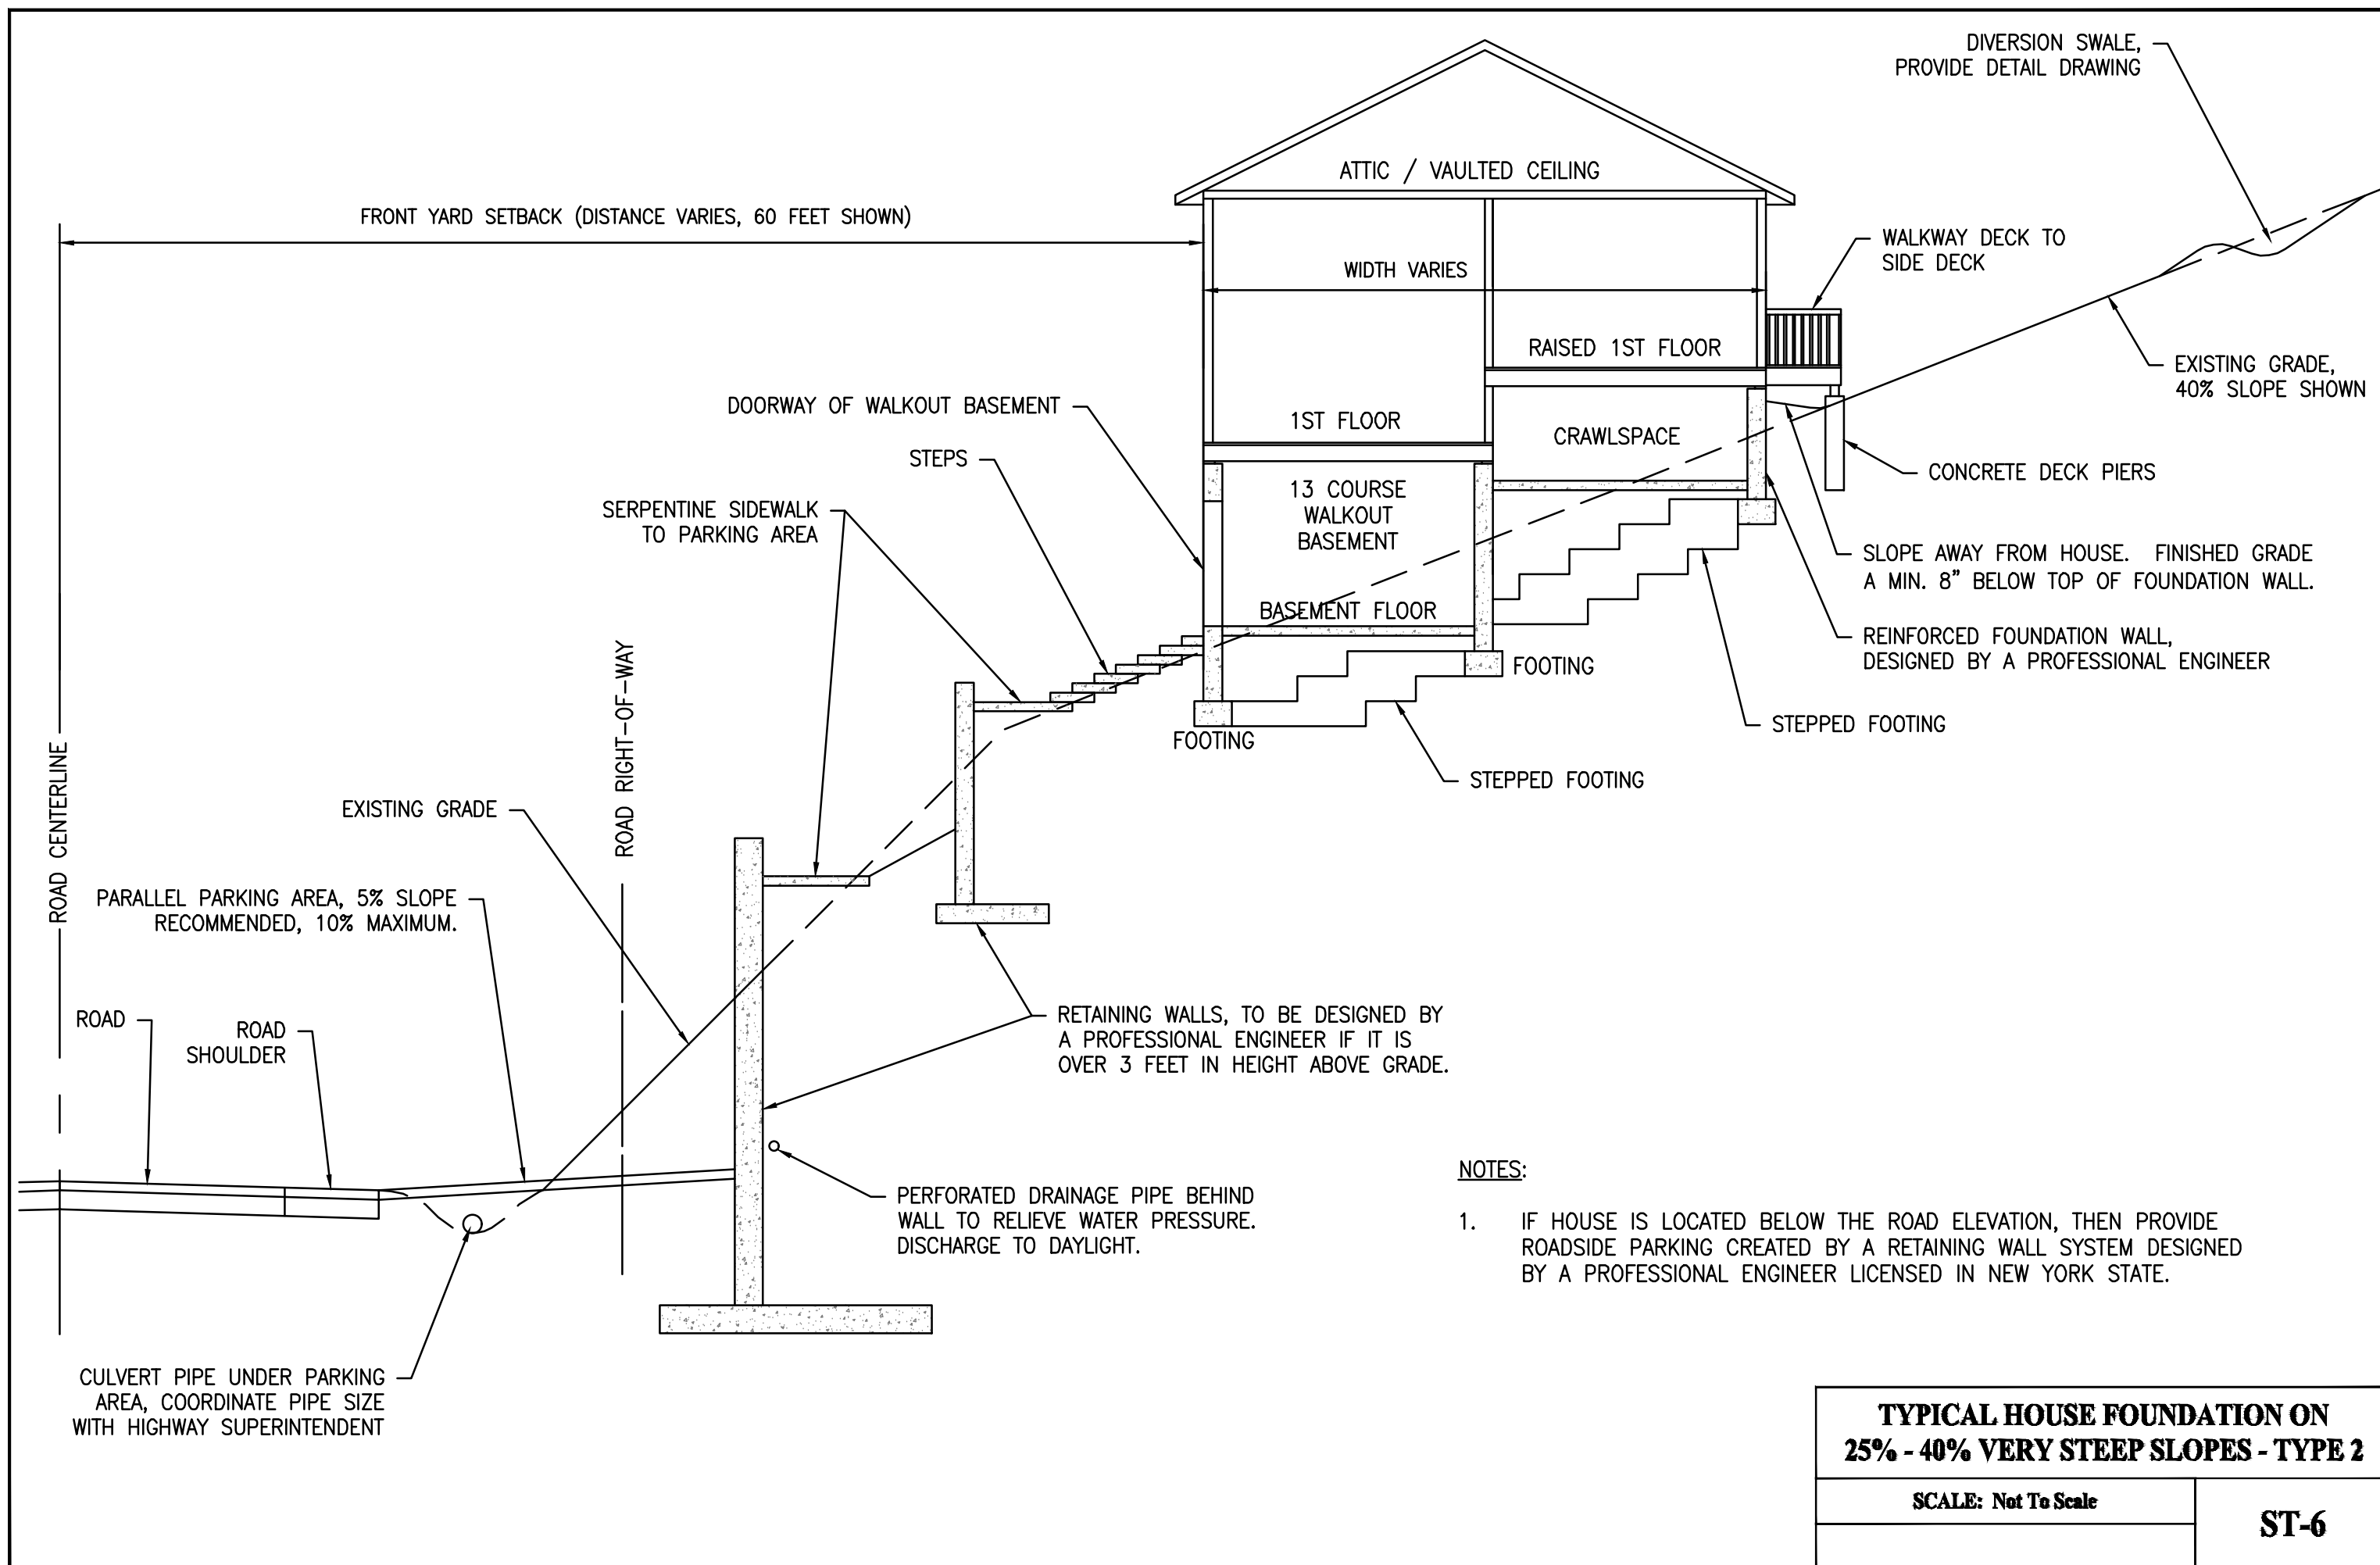 DIVERSION SWALE,
PROVIDE DETAIL DRAWING
ATTIC / VAULTED CEILING
FRONT YARD SETBACK (DISTANCE VARIES, 60 FEET SHOWN)
WALKWAY DECK TO
SIDE DECK
WIDTH VARIES
RAISED 1ST FLOOR
EXISTING GRADE,
40% SLOPE SHOWN
DOORWAY OF WALKOUT BASEMENT
1ST FLOOR
CRAWLSPACE
STEPS
CONCRETE DECK PIERS
13 COURSE
WALKOUT
BASEMENT
SERPENTINE SIDEWALK
TO PARKING AREA
SLOPE AWAY FROM HOUSE. FINISHED GRADE
A MIN. 8” BELOW TOP OF FOUNDATION WALL.
BASEMENT FLOOR
REINFORCED FOUNDATION WALL,
DESIGNED BY A PROFESSIONAL ENGINEER
FOOTING
STEPPED FOOTING
FOOTING
STEPPED FOOTING
ROAD RIGHT-OF-WAY
ROAD CENTERLINE
EXISTING GRADE
PARALLEL PARKING AREA, 5% SLOPE
RECOMMENDED, 10% MAXIMUM.
ROAD
ROAD
SHOULDER
RETAINING WALLS, TO BE DESIGNED BY
A PROFESSIONAL ENGINEER IF IT IS
OVER 3 FEET IN HEIGHT ABOVE GRADE.
PERFORATED DRAINAGE PIPE BEHIND
WALL TO RELIEVE WATER PRESSURE.
DISCHARGE TO DAYLIGHT.
NOTES:
1. IF HOUSE IS LOCATED BELOW THE ROAD ELEVATION, THEN PROVIDE
ROADSIDE PARKING CREATED BY A RETAINING WALL SYSTEM DESIGNED
BY A PROFESSIONAL ENGINEER LICENSED IN NEW YORK STATE.
CULVERT PIPE UNDER PARKING
AREA, COORDINATE PIPE SIZE
WITH HIGHWAY SUPERINTENDENT
TYPICAL HOUSE FOUNDATION ON
25% - 40% VERY STEEP SLOPES - TYPE 2
SCALE: Not To Scale
ST-6